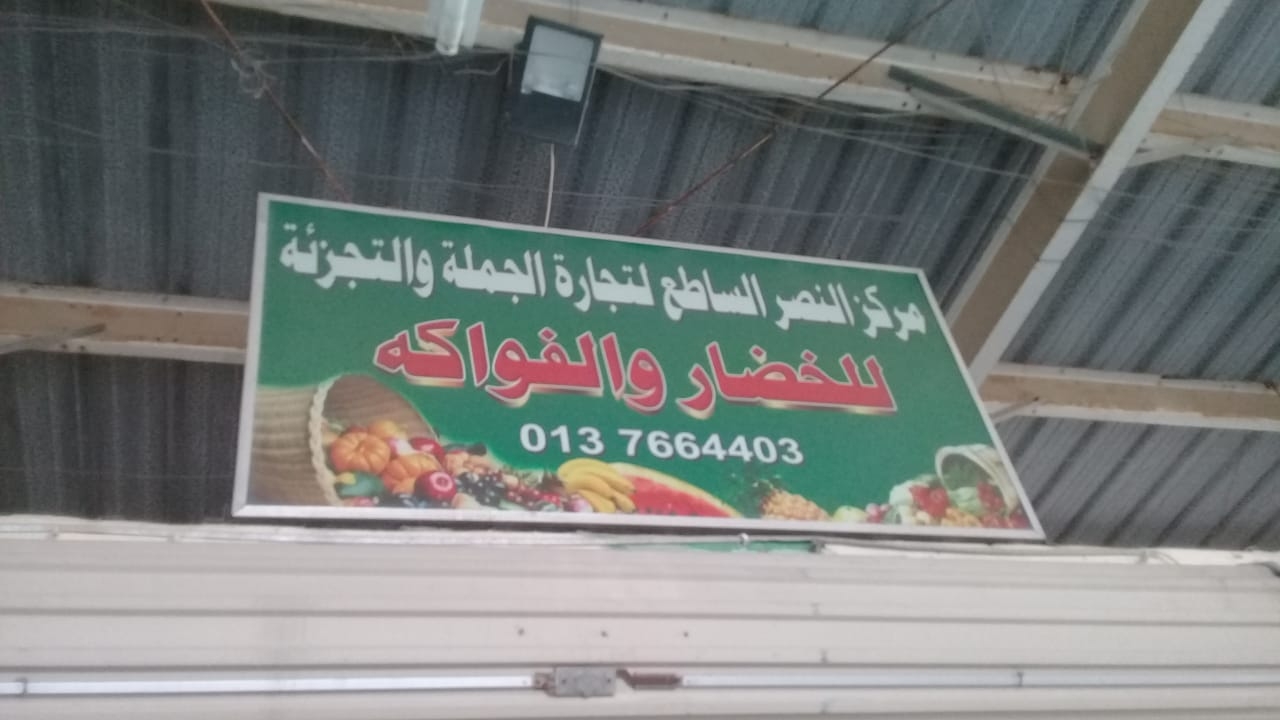 مركز النصر الساطع لتجارة الجملة والتجزئة
للخضار والفواكه
013 7664403